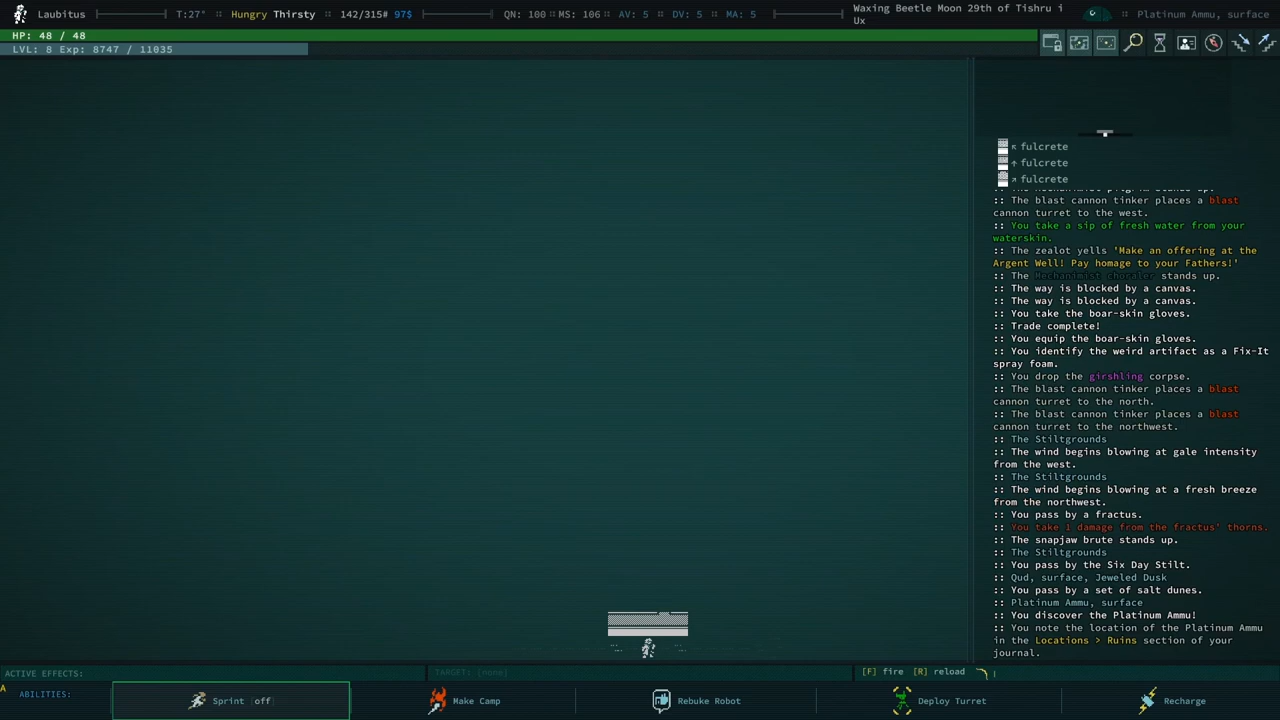 Laubitus T:27° Hungry Thirsty 142/315# 97$ QN: 100 MS: 106 AV: 5 DV: 5 MA: 5 Waxing Beetle Moon 29th of Tishru i Ux Platinum Ammu, surface
HP: 48 / 48
LVL: 8 Exp: 8747 / 11035
fulcrete
fulcrete
fulcrete
:: The blast cannon tinker places a blast
cannon turret to the west.
:: You take a sip of fresh water from your
waterskin.
:: The zealot yells 'Make an offering at the
Argent Well! Pay homage to your Fathers!'
:: The Mechanimist choraler stands up.
:: The way is blocked by a canvas.
:: The way is blocked by a canvas.
:: You take the boar-skin gloves.
:: Trade complete!
:: You equip the boar-skin gloves.
:: You identify the weird artifact as a Fix-It
spray foam.
:: You drop the girshling corpse.
:: The blast cannon tinker places a blast
cannon turret to the north.
:: The blast cannon tinker places a blast
cannon turret to the northwest.
:: The Stiltgrounds
:: The wind begins blowing at gale intensity
from the west.
:: The Stiltgrounds
:: The wind begins blowing at a fresh breeze
from the northwest.
:: You pass by a fractus.
:: You take 1 damage from the fractus' thorns.
:: The snapjaw brute stands up.
:: The Stiltgrounds
:: You pass by the Six Day Stilt.
:: Qud, surface, Jeweled Dusk
:: You pass by a set of salt dunes.
:: Platinum Ammu, surface
:: You discover the Platinum Ammu!
:: You note the location of the Platinum Ammu
in the Locations > Ruins section of your
journal.
ACTIVE EFFECTS: TARGET: [none] [F] fire [R] reload
A ABILITIES: Sprint [off] Make Camp Rebuke Robot Deploy Turret Recharge